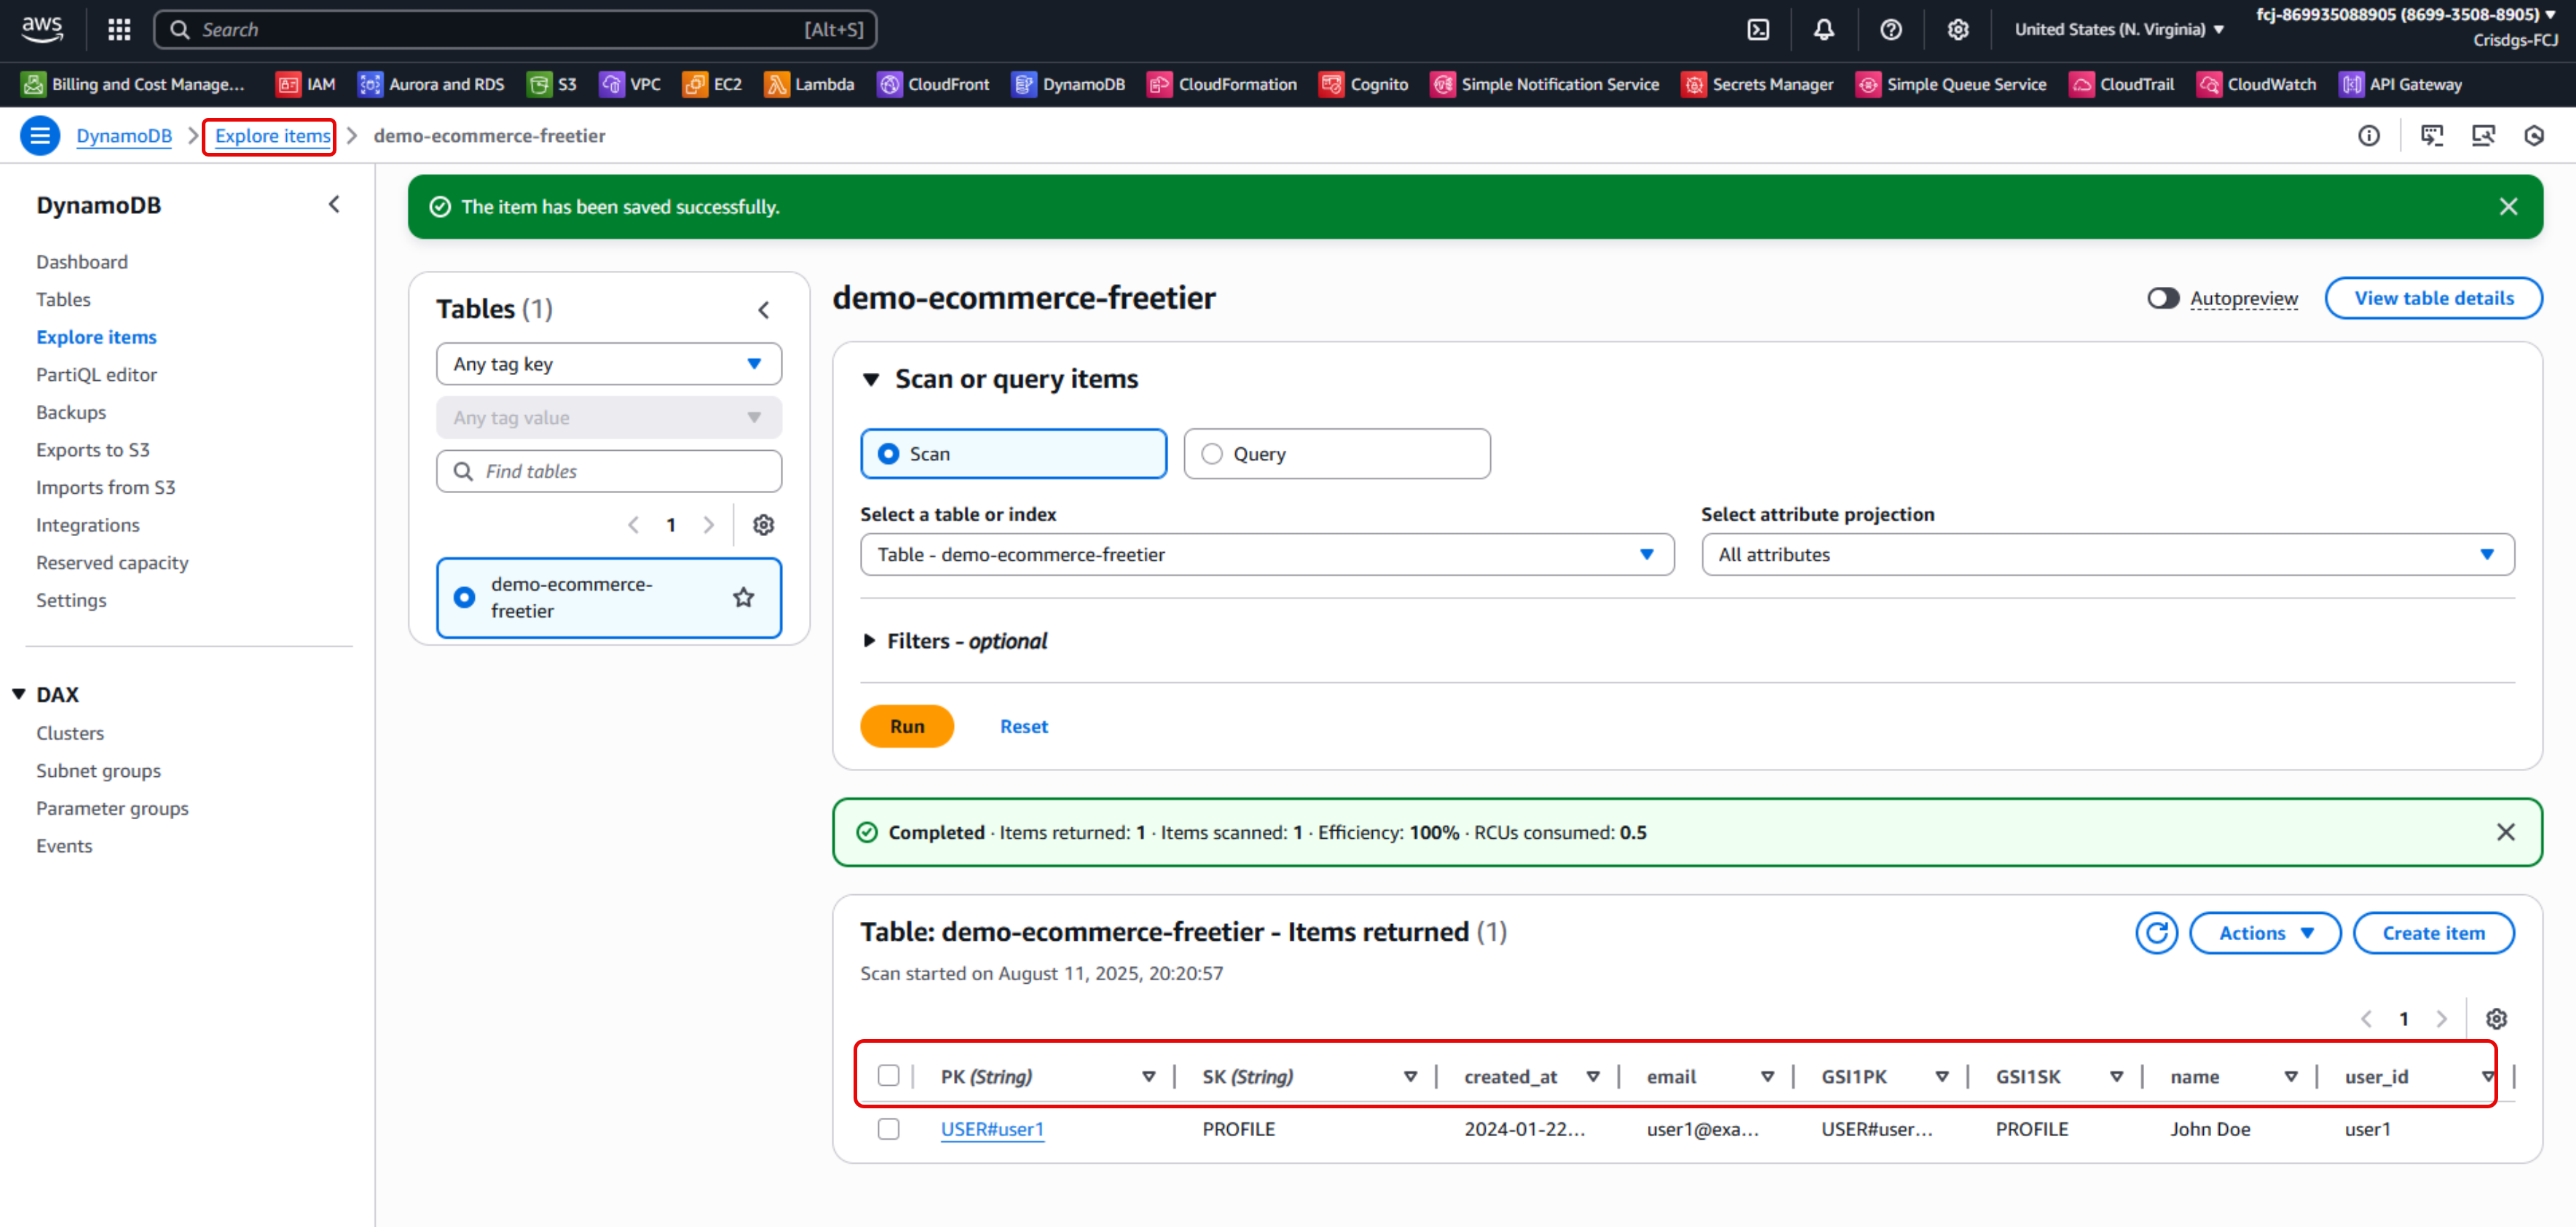 aws
Search [Alt+S]
United States (N. Virginia)
fcj-869935088905 (8699-3508-8905)
Crisdgs-FCJ
Billing and Cost Manage... IAM Aurora and RDS S3 VPC EC2 Lambda CloudFront DynamoDB CloudFormation Cognito Simple Notification Service Secrets Manager Simple Queue Service CloudTrail CloudWatch API Gateway
DynamoDB Explore items demo-ecommerce-freetier
DynamoDB
Dashboard
Tables
Explore items
PartiQL editor
Backups
Exports to S3
Imports from S3
Integrations
Reserved capacity
Settings
DAX
Clusters
Subnet groups
Parameter groups
Events
The item has been saved successfully.
Tables (1)
Any tag key
Any tag value
Find tables
1
demo-ecommerce-
freetier
demo-ecommerce-freetier
Autopreview View table details
Scan or query items
Scan Query
Select a table or index Select attribute projection
Table - demo-ecommerce-freetier All attributes
Filters - optional
Run Reset
Completed · Items returned: 1 · Items scanned: 1 · Efficiency: 100% · RCUs consumed: 0.5
Table: demo-ecommerce-freetier - Items returned (1)
Actions Create item
Scan started on August 11, 2025, 20:20:57
1
PK (String) SK (String) created_at email GSI1PK GSI1SK name user_id
USER#user1 PROFILE 2024-01-22... user1@exa... USER#user... PROFILE John Doe user1